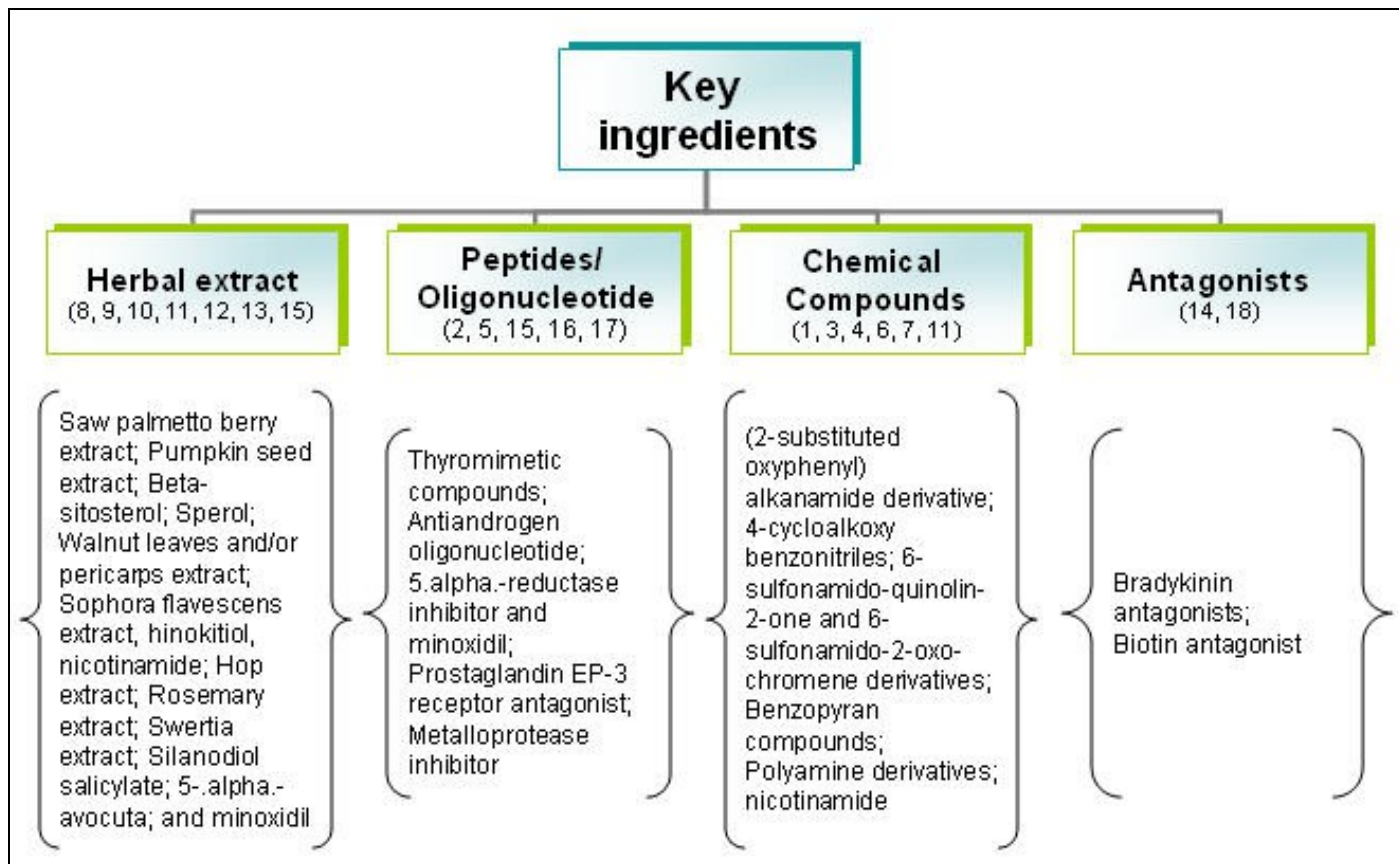 Key
ingredients
Herbal extract
(8, 9, 10, 11, 12, 13, 15)
Peptides/
Oligonucleotide
(2, 5, 15, 16, 17)
Chemical
Compounds
(1, 3, 4, 6, 7, 11)
Antagonists
(14, 18)
Saw palmetto berry
extract; Pumpkin seed
extract; Beta-
sitosterol; Sperol;
Walnut leaves and/or
pericarps extract;
Sophora flavescens
extract, hinokitiol,
nicotinamide; Hop
extract; Rosemary
extract; Swertia
extract; Silanodiol
salicylate; 5-.alpha.-
avocuta; and minoxidil
Thyromimetic
compounds;
Antiandrogen
oligonucleotide;
5.alpha.-reductase
inhibitor and
minoxidil;
Prostaglandin EP-3
receptor antagonist;
Metalloprotease
inhibitor
(2-substituted
oxyphenyl)
alkanamide derivative;
4-cycloalkoxy
benzonitriles; 6-
sulfonamido-quinolin-
2-one and 6-
sulfonamido-2-oxo-
chromene derivatives;
Benzopyran
compounds;
Polyamine derivatives;
nicotinamide
Bradykinin
antagonists;
Biotin antagonist